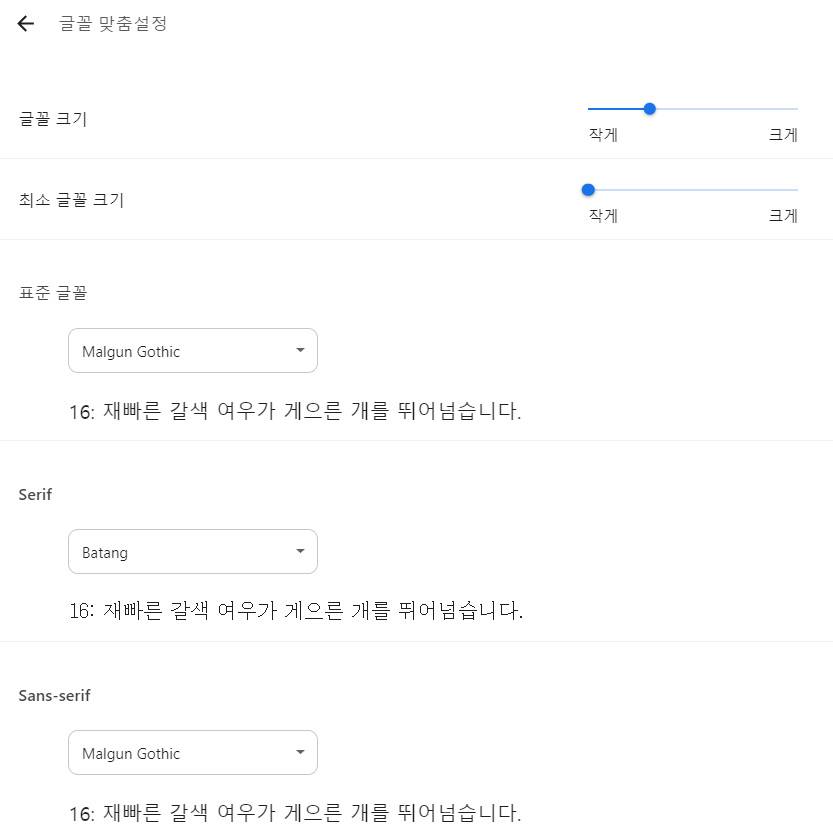 글꼴 맞춤설정
글꼴 크기
작게 크게
최소 글꼴 크기
작게 크게
표준 글꼴
Malgun Gothic
16: 재빠른 갈색 여우가 게으른 개를 뛰어넘습니다.
Serif
Batang
16: 재빠른 갈색 여우가 게으른 개를 뛰어넘습니다.
Sans-serif
Malgun Gothic
16: 재빠른 갈색 여우가 게으른 개를 뛰어넘습니다.